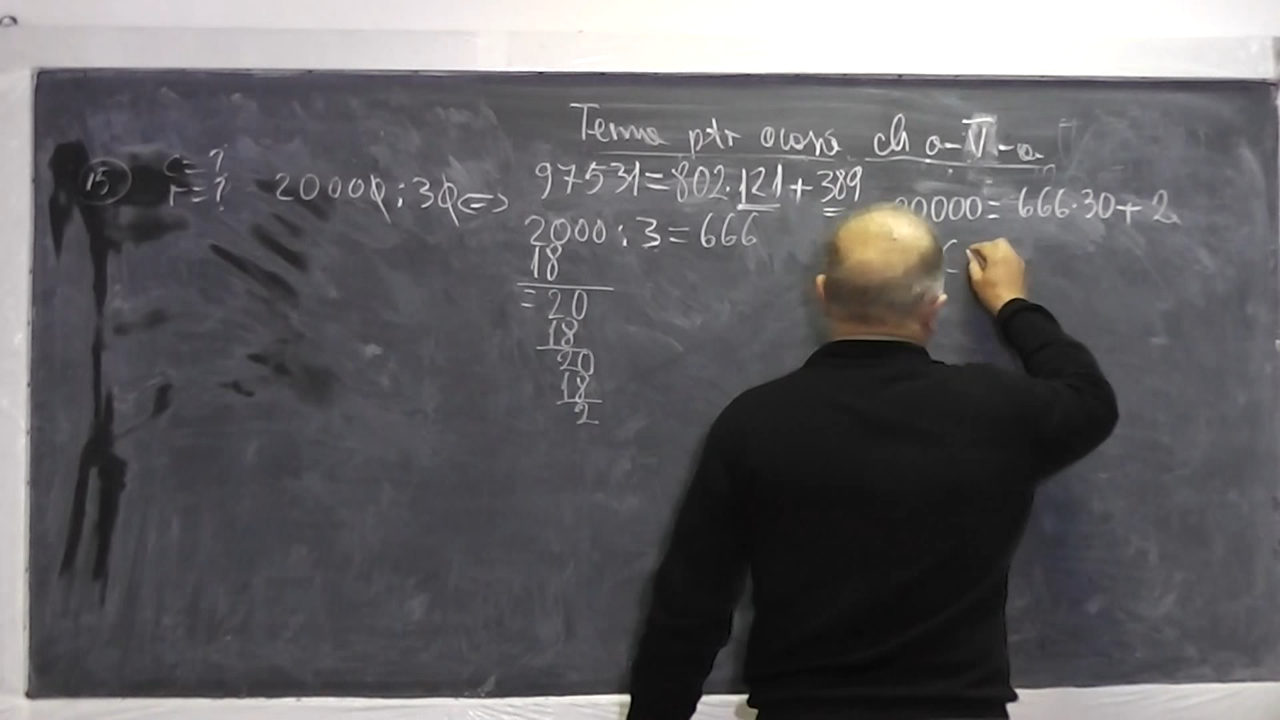 Tema ptr acasă cls a-V-a
15 c=? 97531=802·121+389
r=? 20000:30<=> 20000=666·30+2
2000:3=666
18
=20
18
20
18
2